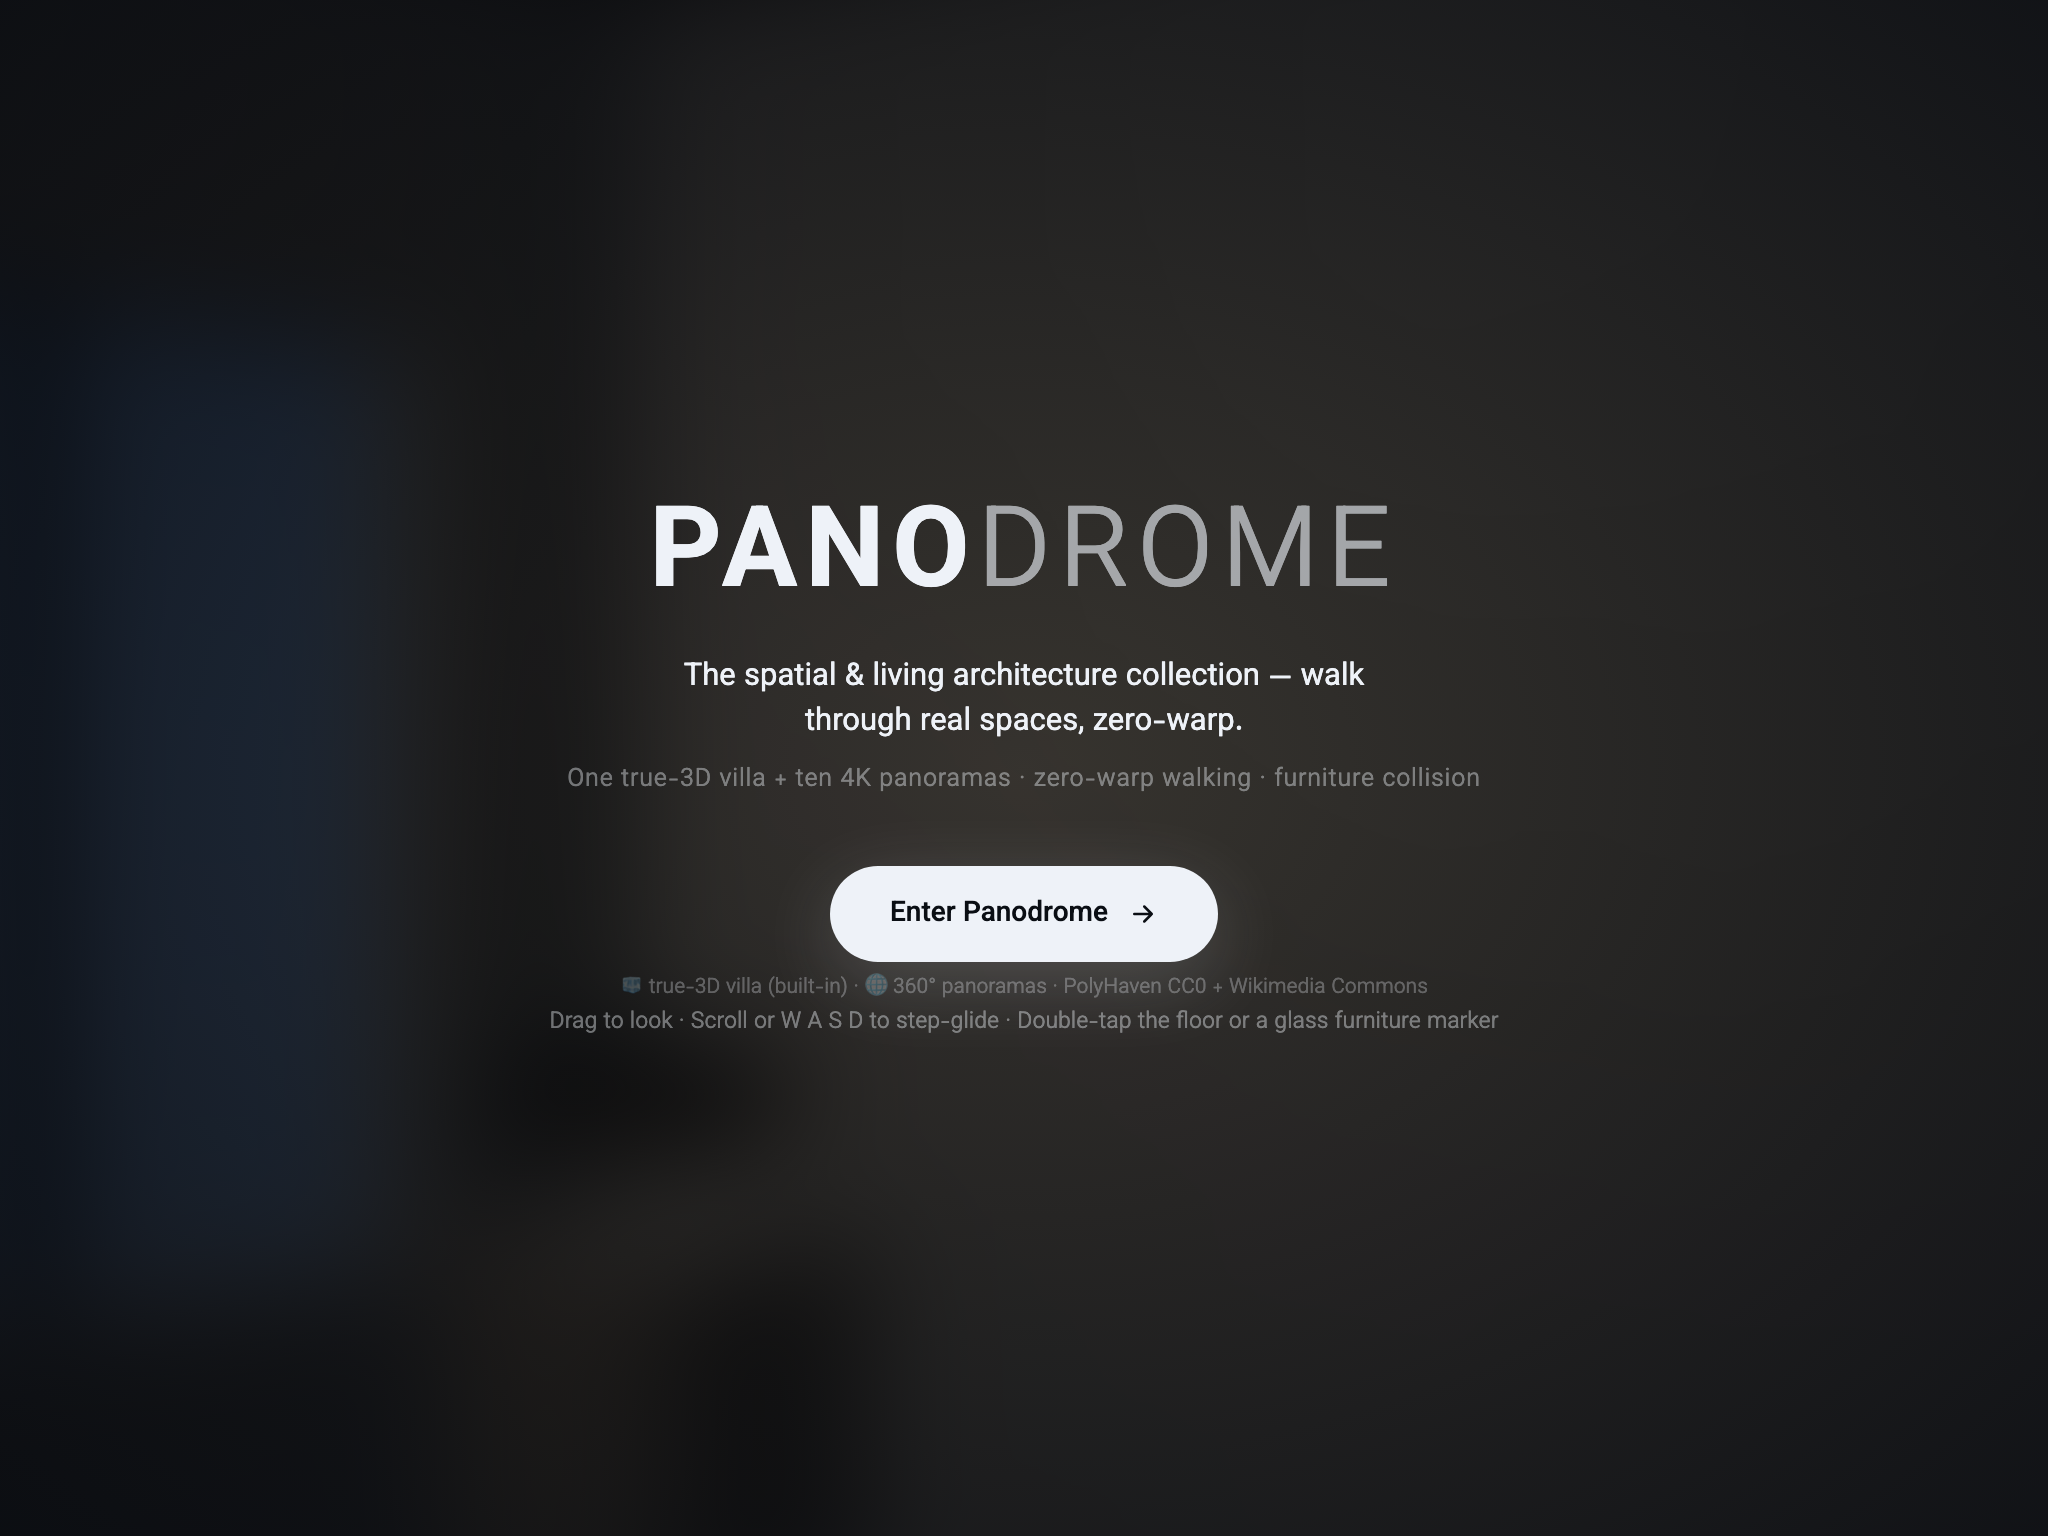 PANODROME
The spatial & living architecture collection — walk
through real spaces, zero-warp.
One true-3D villa + ten 4K panoramas · zero-warp walking · furniture collision
Enter Panodrome →
true-3D villa (built-in) · 🌐 360° panoramas · PolyHaven CC0 + Wikimedia Commons
Drag to look · Scroll or W A S D to step-glide · Double-tap the floor or a glass furniture marker